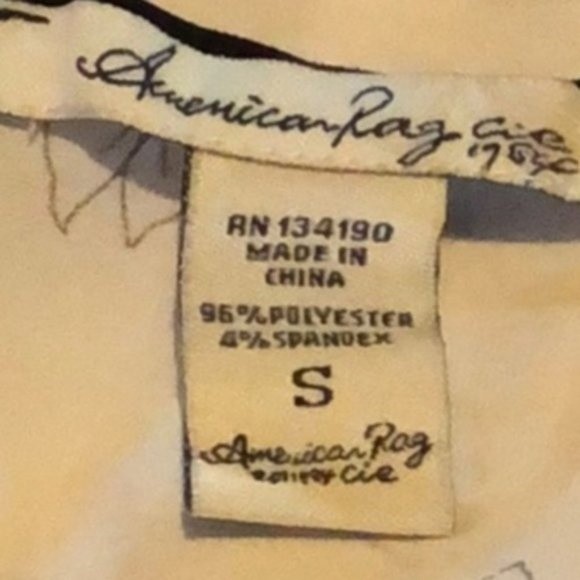 American Rag Cie
RN 134190
MADE IN
CHINA
96%POLYESTER
4%SPANDEX
S
American Rag
Cie